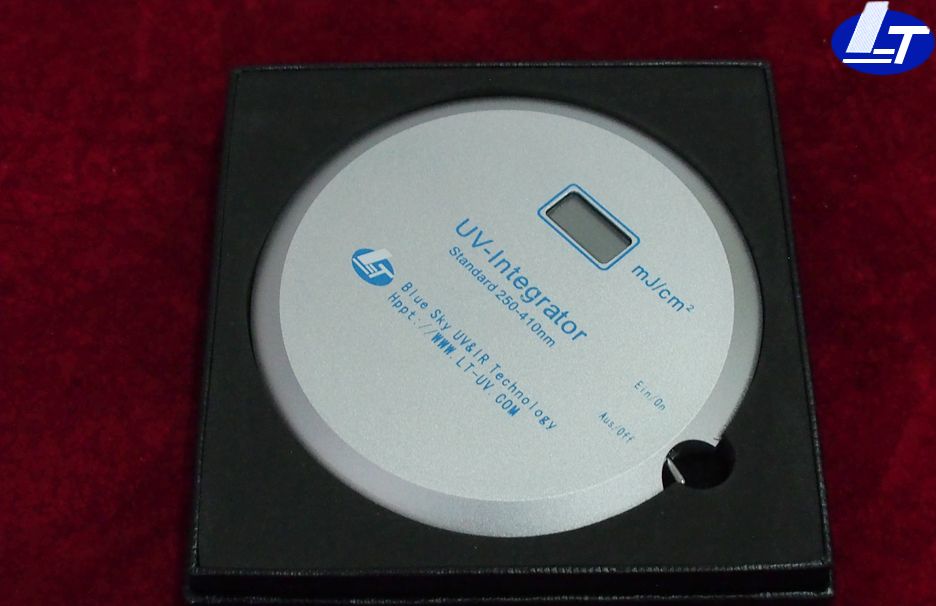 LT
mJ/cm²
UV-Integrator
Standard 250-410nm
LT
Blue Sky UV&IR Technology
Hppt://WWW.LT-UV.COM
Ein/On
Aus/Off